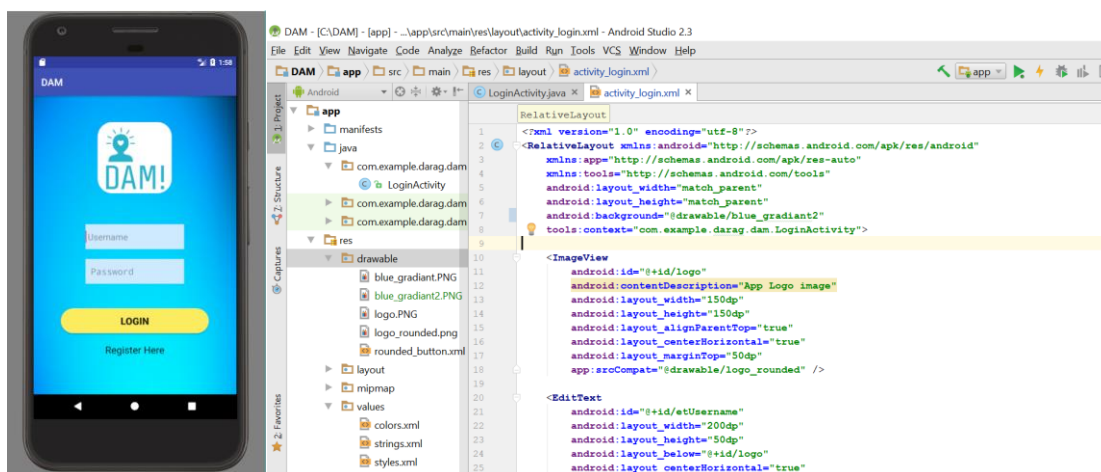 1:58
DAM
DAM!
Username
Password
LOGIN
Register Here
DAM - [C:\DAM] - [app] - ...\app\src\main\res\layout\activity_login.xml - Android Studio 2.3
File Edit View Navigate Code Analyze Refactor Build Run Tools VCS Window Help
DAM app src main res layout activity_login.xml
app
Android
LoginActivity.java × activity_login.xml ×
1: Project
7: Structure
Captures
2: Favorites
app
manifests
java
com.example.darag.dam
LoginActivity
com.example.darag.dam
com.example.darag.dam
res
drawable
blue_gradiant.PNG
blue_gradiant2.PNG
logo.PNG
logo_rounded.png
rounded_button.xml
layout
mipmap
values
colors.xml
strings.xml
styles.xml
RelativeLayout
1 <?xml version="1.0" encoding="utf-8"?>
2 <RelativeLayout xmlns:android="http://schemas.android.com/apk/res/android"
3 xmlns:app="http://schemas.android.com/apk/res-auto"
4 xmlns:tools="http://schemas.android.com/tools"
5 android:layout_width="match_parent"
6 android:layout_height="match_parent"
7 android:background="@drawable/blue_gradiant2"
8 tools:context="com.example.darag.dam.LoginActivity">
9
10 <ImageView
11 android:id="@+id/logo"
12 android:contentDescription="App Logo image"
13 android:layout_width="150dp"
14 android:layout_height="150dp"
15 android:layout_alignParentTop="true"
16 android:layout_centerHorizontal="true"
17 android:layout_marginTop="50dp"
18 app:srcCompat="@drawable/logo_rounded" />
19
20 <EditText
21 android:id="@+id/etUsername"
22 android:layout_width="200dp"
23 android:layout_height="50dp"
24 android:layout_below="@+id/logo"
25 android:layout_centerHorizontal="true"